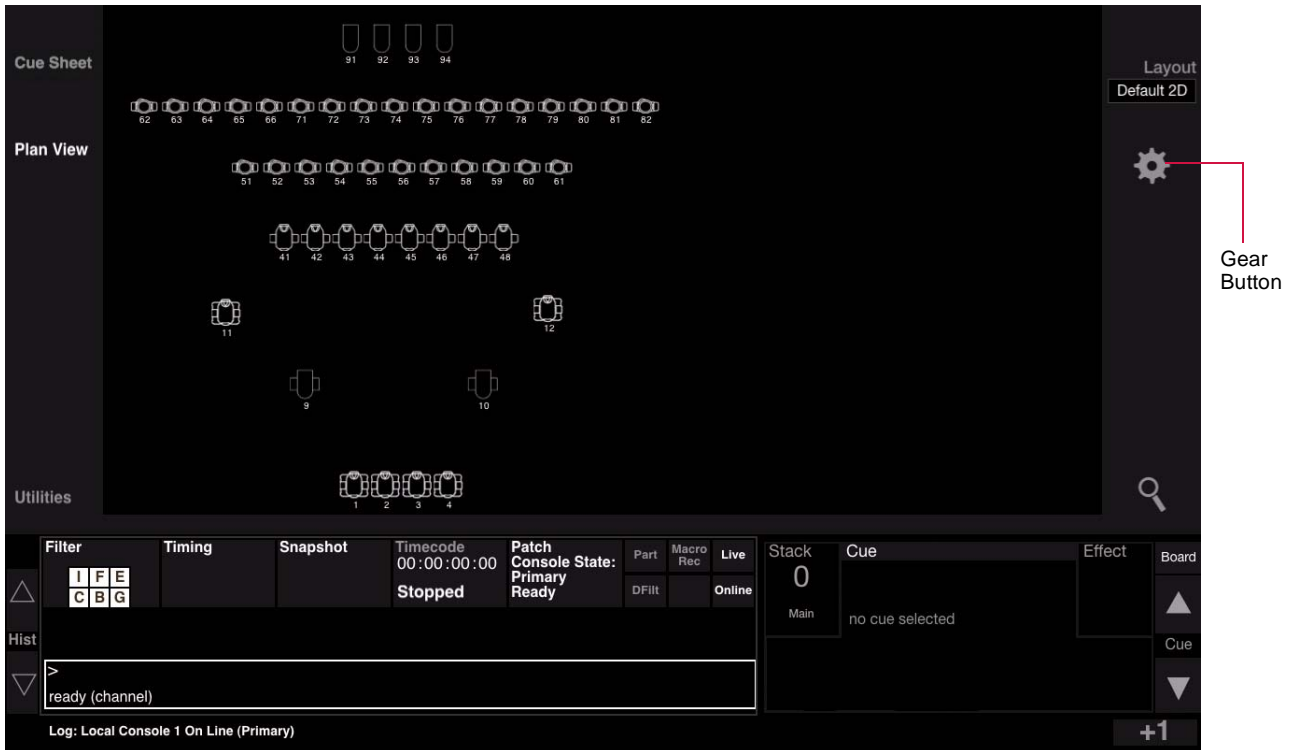 Cue Sheet
Plan View
Utilities
91 92 93 94
62 63 64 65 66 71 72 73 74 75 76 77 78 79 80 81 82
51 52 53 54 55 56 57 58 59 60 61
41 42 43 44 45 46 47 48
11 12
9 10
1 2 3 4
Layout
Default 2D
Gear
Button
Hist
Filter
I F E
C B G
Timing
Snapshot
Timecode
00:00:00:00
Stopped
Patch
Console State:
Primary
Ready
Part
Macro
Rec
Live
DFilt
Online
>
ready (channel)
Stack
0
Main
Cue
no cue selected
Effect
Board
Cue
Log: Local Console 1 On Line (Primary)
+1